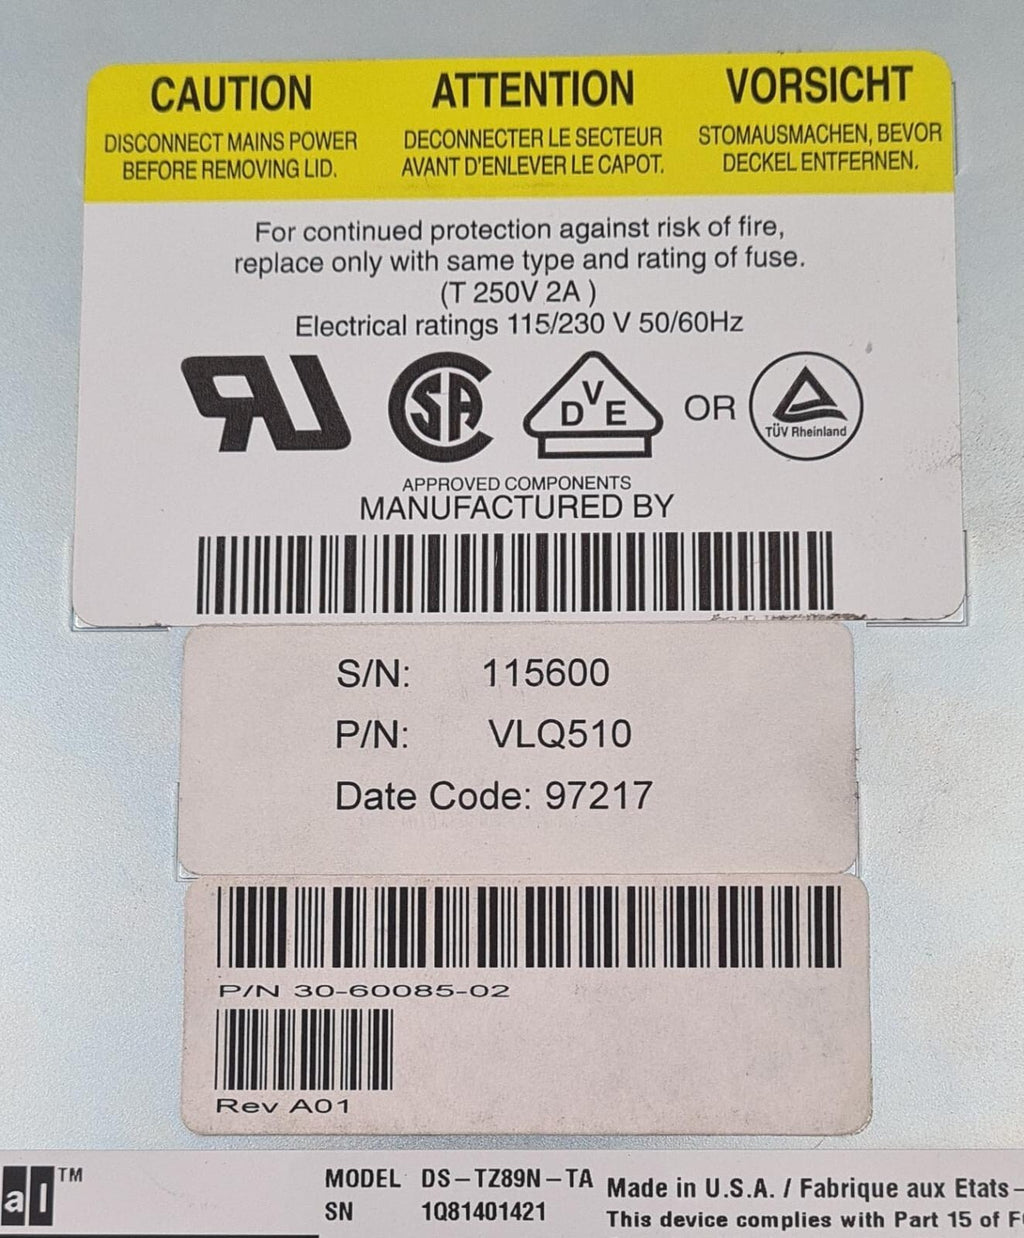 CAUTION
DISCONNECT MAINS POWER
BEFORE REMOVING LID.
ATTENTION
DECONNECTER LE SECTEUR
AVANT D'ENLEVER LE CAPOT.
VORSICHT
STOMAUSMACHEN, BEVOR
DECKEL ENTFERNEN.
For continued protection against risk of fire,
replace only with same type and rating of fuse.
(T 250V 2A )
Electrical ratings 115/230 V 50/60Hz
SA
DVE
OR
TÜV Rheinland
APPROVED COMPONENTS
MANUFACTURED BY
S/N: 115600
P/N: VLQ510
Date Code: 97217
P/N 30-60085-02
Rev A01
al™
MODEL DS-TZ89N-TA
SN 1Q81401421
Made in U.S.A. / Fabrique aux Etats-
This device complies with Part 15 of